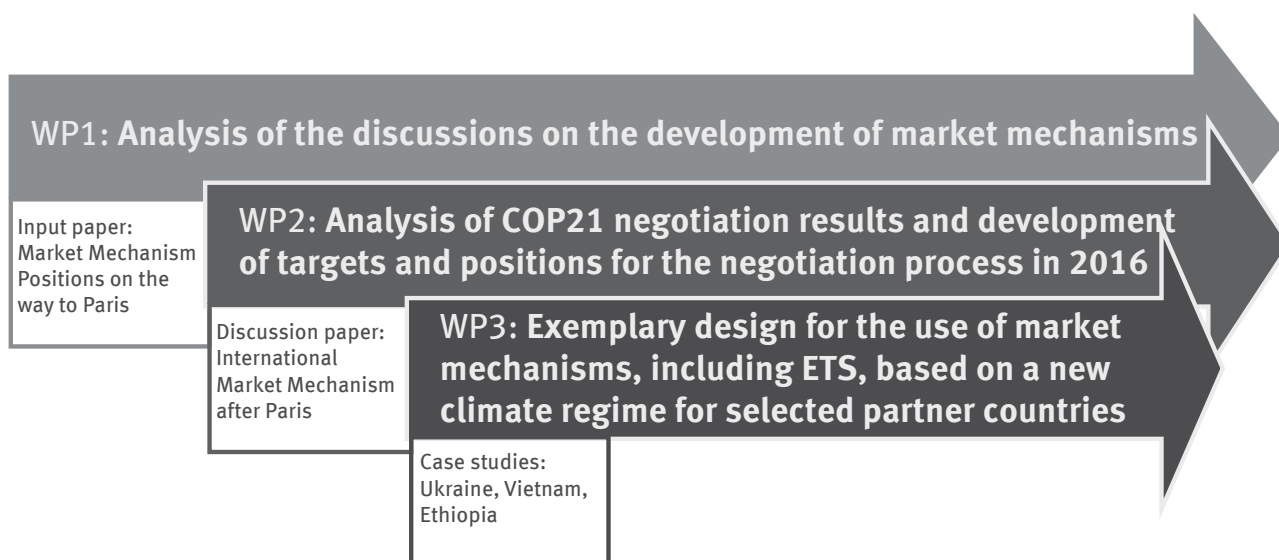 WP1: Analysis of the discussions on the development of market mechanisms
Input paper:
Market Mechanism
Positions on the
way to Paris
WP2: Analysis of COP21 negotiation results and development
of targets and positions for the negotiation process in 2016
Discussion paper:
International
Market Mechanism
after Paris
WP3: Exemplary design for the use of market
mechanisms, including ETS, based on a new
climate regime for selected partner countries
Case studies:
Ukraine, Vietnam,
Ethiopia